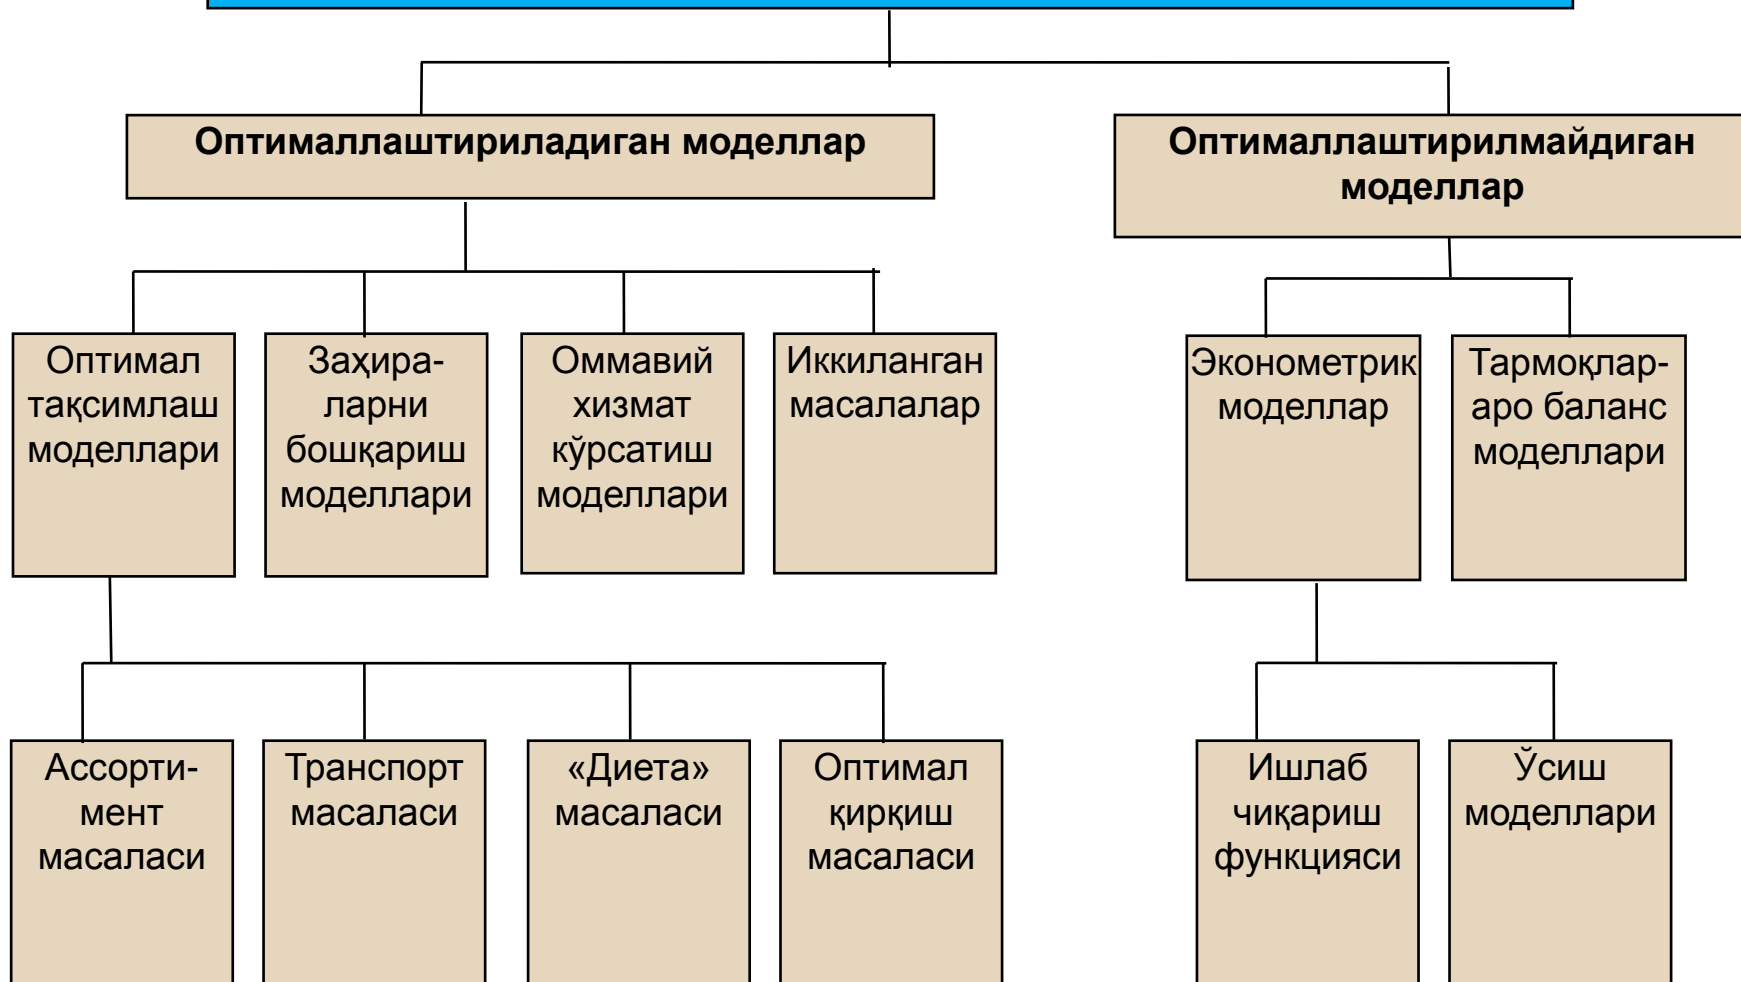 Оптималлаштириладиган моделлар
Оптималлаштирилмайдиган
моделлар
Оптимал
тақсимлаш
моделлари
Заҳира-
ларни
бошқариш
моделлари
Оммавий
хизмат
кўрсатиш
моделлари
Иккиланган
масалалар
Эконометрик
моделлар
Тармоқлар-
аро баланс
моделлари
Ассорти-
мент
масаласи
Транспорт
масаласи
«Диета»
масаласи
Оптимал
қирқиш
масаласи
Ишлаб
чиқариш
функцияси
Ўсиш
моделлари